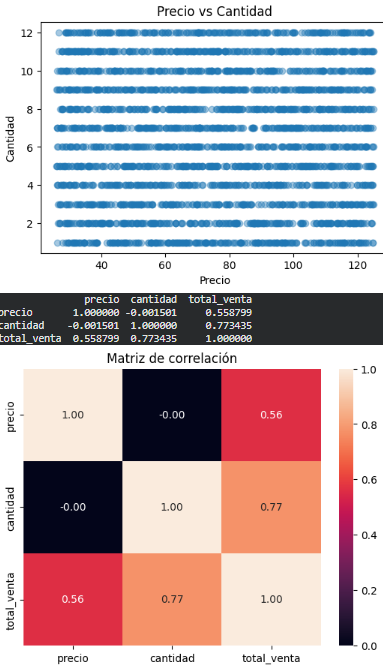 Precio vs Cantidad
12
10
8
6
4
2
Cantidad
40 60 80 100 120
Precio
precio cantidad total_venta
precio 1.000000 -0.001501 0.558799
cantidad -0.001501 1.000000 0.773435
total_venta 0.558799 0.773435 1.000000
Matriz de correlación
precio 1.00 -0.00 0.56
cantidad -0.00 1.00 0.77
total_venta 0.56 0.77 1.00
precio cantidad total_venta
1.0
0.8
0.6
0.4
0.2
0.0